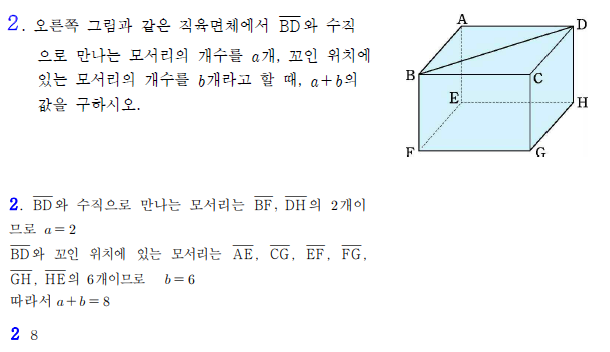 2. 오른쪽 그림과 같은 직육면체에서 BD와 수직
으로 만나는 모서리의 개수를 a개, 꼬인 위치에
있는 모서리의 개수를 b개라고 할 때, a+b의
값을 구하시오.
A
D
B
C
E
H
F
G
2. BD와 수직으로 만나는 모서리는 BF, DH의 2개이
므로 a=2
BD와 꼬인 위치에 있는 모서리는 AE, CG, EF, FG,
GH, HE의 6개이므로 b=6
따라서 a+b=8
2 8